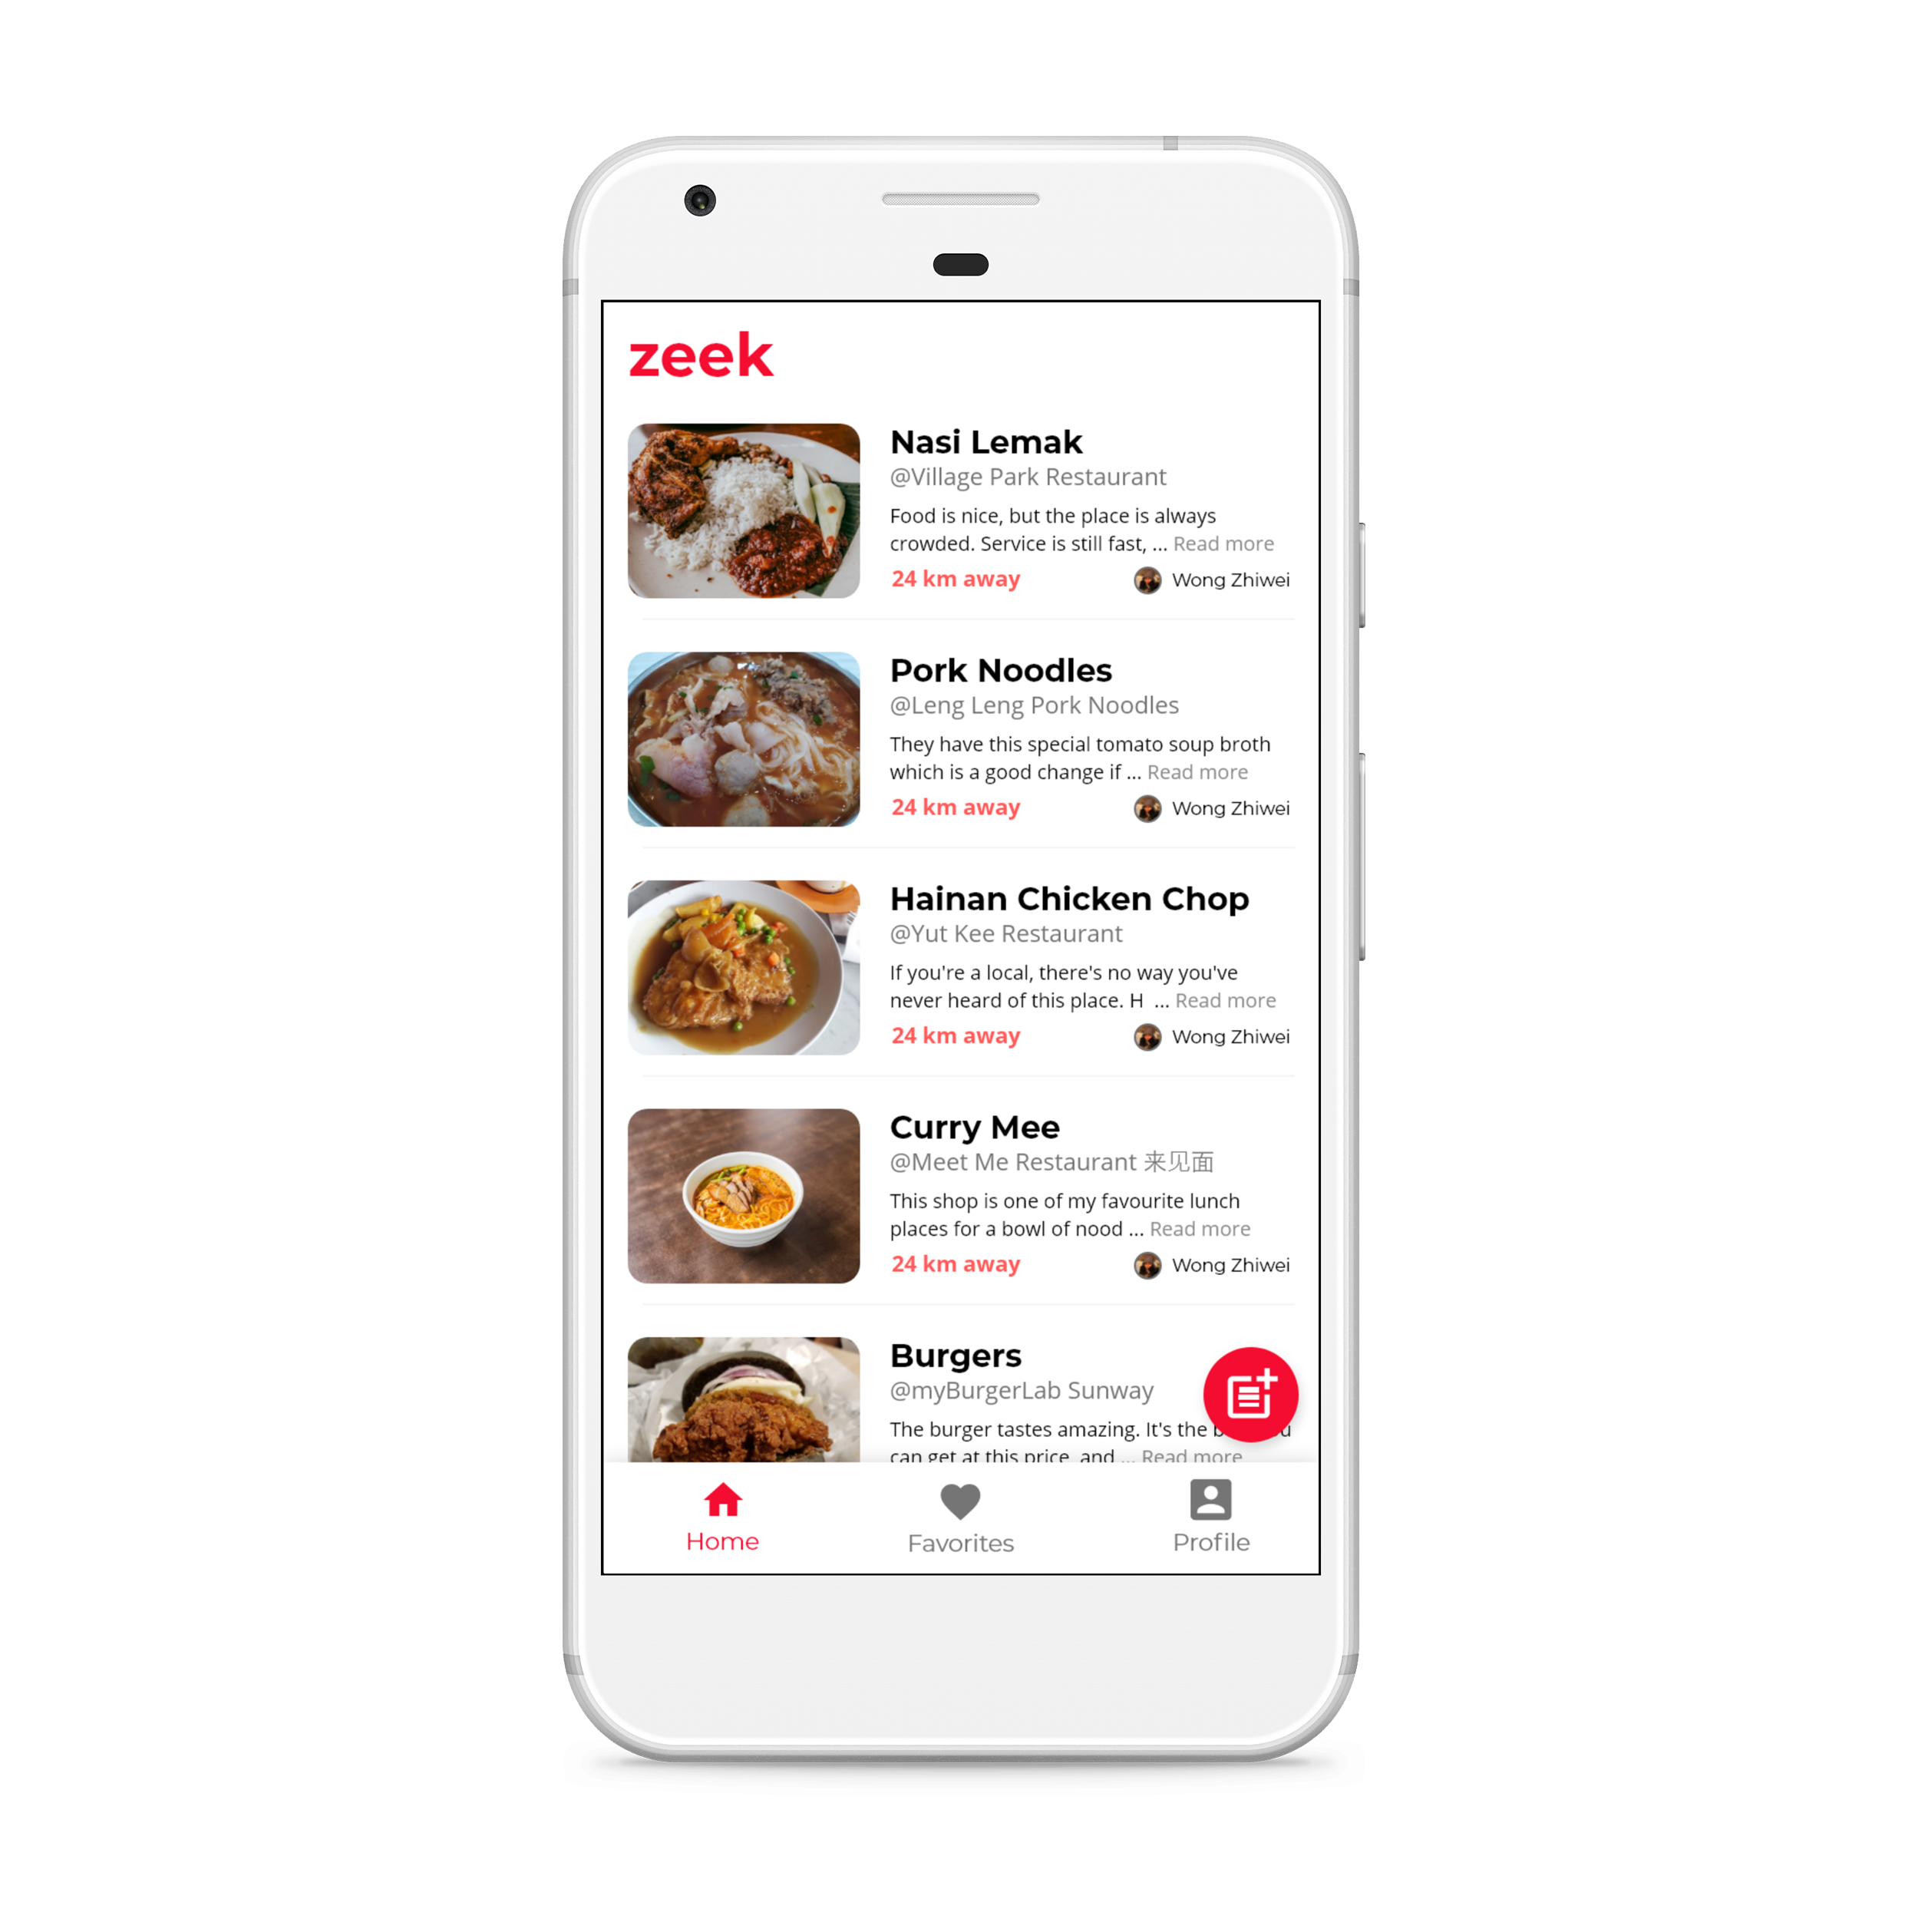 zeek
Nasi Lemak
@Village Park Restaurant
Food is nice, but the place is always
crowded. Service is still fast, ... Read more
24 km away
Wong Zhiwei
Pork Noodles
@Leng Leng Pork Noodles
They have this special tomato soup broth
which is a good change if ... Read more
24 km away
Wong Zhiwei
Hainan Chicken Chop
@Yut Kee Restaurant
If you're a local, there's no way you've
never heard of this place. H ... Read more
24 km away
Wong Zhiwei
Curry Mee
@Meet Me Restaurant 来见面
This shop is one of my favourite lunch
places for a bowl of nood ... Read more
24 km away
Wong Zhiwei
Burgers
@myBurgerLab Sunway
The burger tastes amazing. It's the
can get at this price, and ... Read more
Home
Favorites
Profile